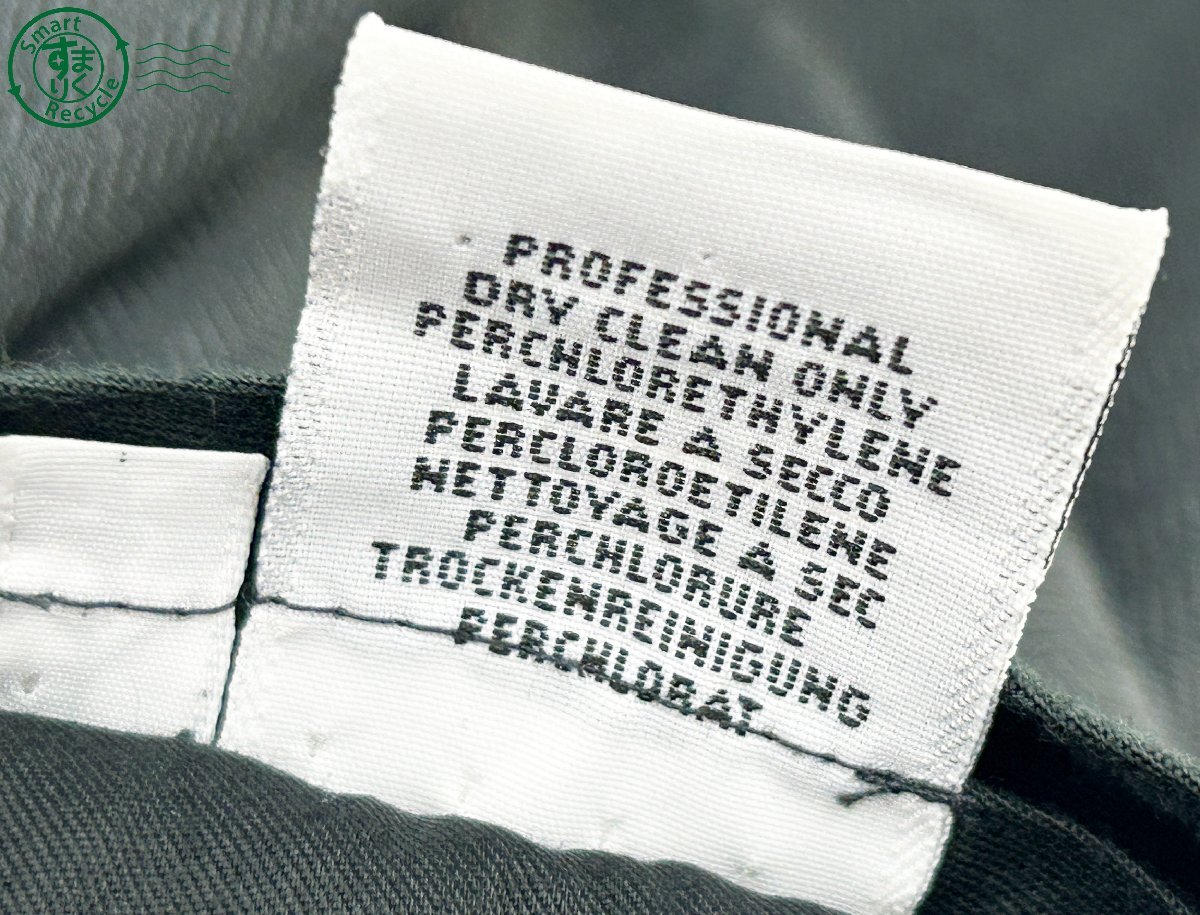 Smart
すまりく
Recycle
PROFESSIONAL
DRY CLEAN ONLY
PERCHLORETHYLENE
LAVARE A SECCO
PERCLOROETILENE
NETTOYAGE A SEC
PERCHLORURE
TROCKENREINIGUNG
PERCHLORAT